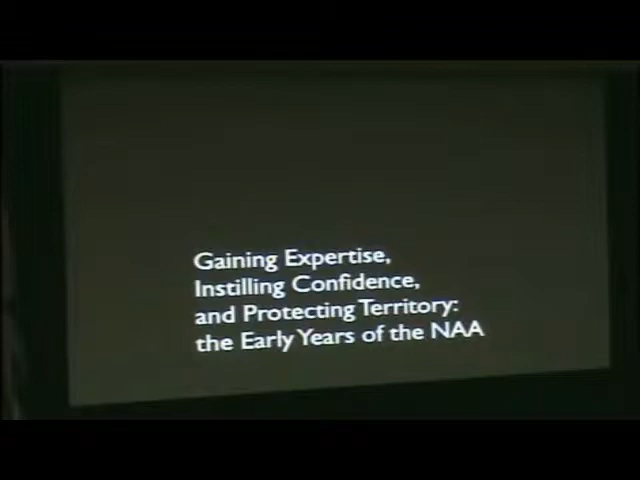 Gaining Expertise,
Instilling Confidence,
and Protecting Territory:
the Early Years of the NAA